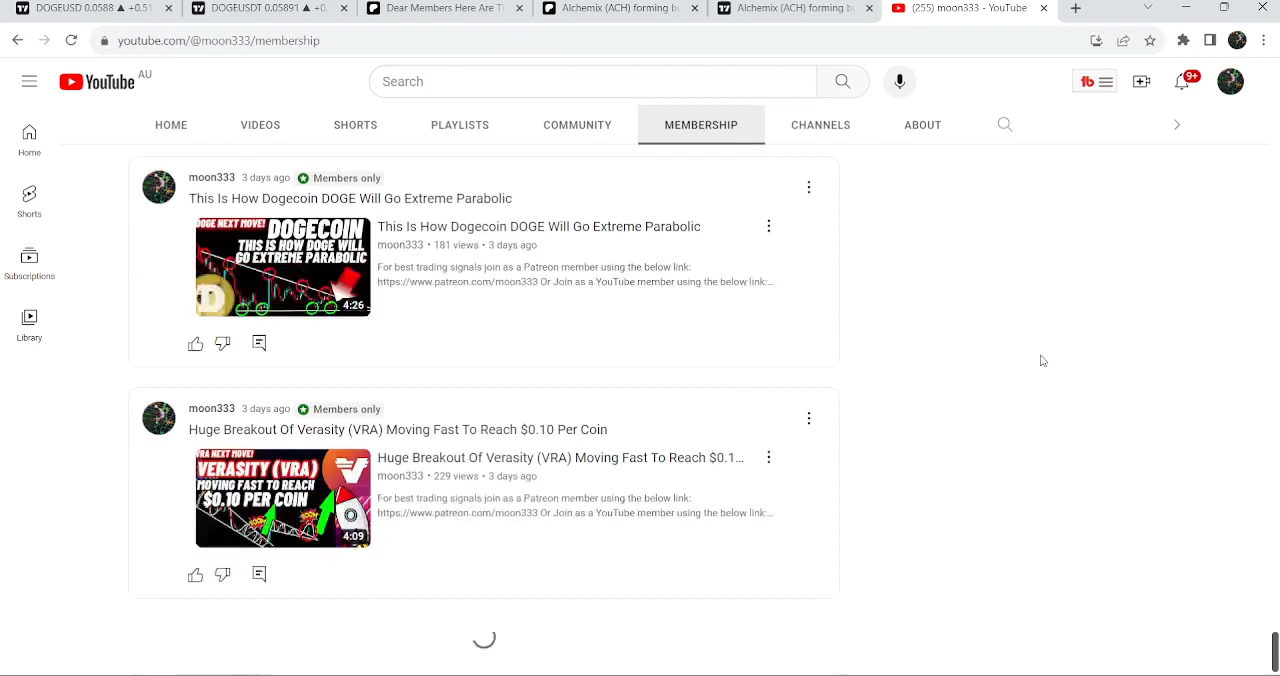 DOGEUSD 0.0588 ▲ +0.51
DOGEUSDT 0.05891 ▲ +0.
Dear Members Here Are T
Alchemix (ACH) forming b
Alchemix (ACH) forming bu
(255) moon333 - YouTube
youtube.com/@moon333/membership
YouTube AU
Search
9+
HOME
VIDEOS
SHORTS
PLAYLISTS
COMMUNITY
MEMBERSHIP
CHANNELS
ABOUT
Home
Shorts
Subscriptions
Library
moon333 3 days ago Members only
This Is How Dogecoin DOGE Will Go Extreme Parabolic
DOGE NEXT MOVE!
DOGECOIN
THIS IS HOW DOGE WILL
GO EXTREME PARABOLIC
4:26
This Is How Dogecoin DOGE Will Go Extreme Parabolic
moon333 • 181 views • 3 days ago
For best trading signals join as a Patreon member using the below link:
https://www.patreon.com/moon333 Or Join as a YouTube member using the below link:...
moon333 3 days ago Members only
Huge Breakout Of Verasity (VRA) Moving Fast To Reach $0.10 Per Coin
VRA NEXT MOVE!
VERASITY (VRA)
MOVING FAST TO REACH
$0.10 PER COIN
BOOM
BOOM
4:09
Huge Breakout Of Verasity (VRA) Moving Fast To Reach $0.1...
moon333 • 229 views • 3 days ago
For best trading signals join as a Patreon member using the below link:
https://www.patreon.com/moon333 Or Join as a YouTube member using the below link:...